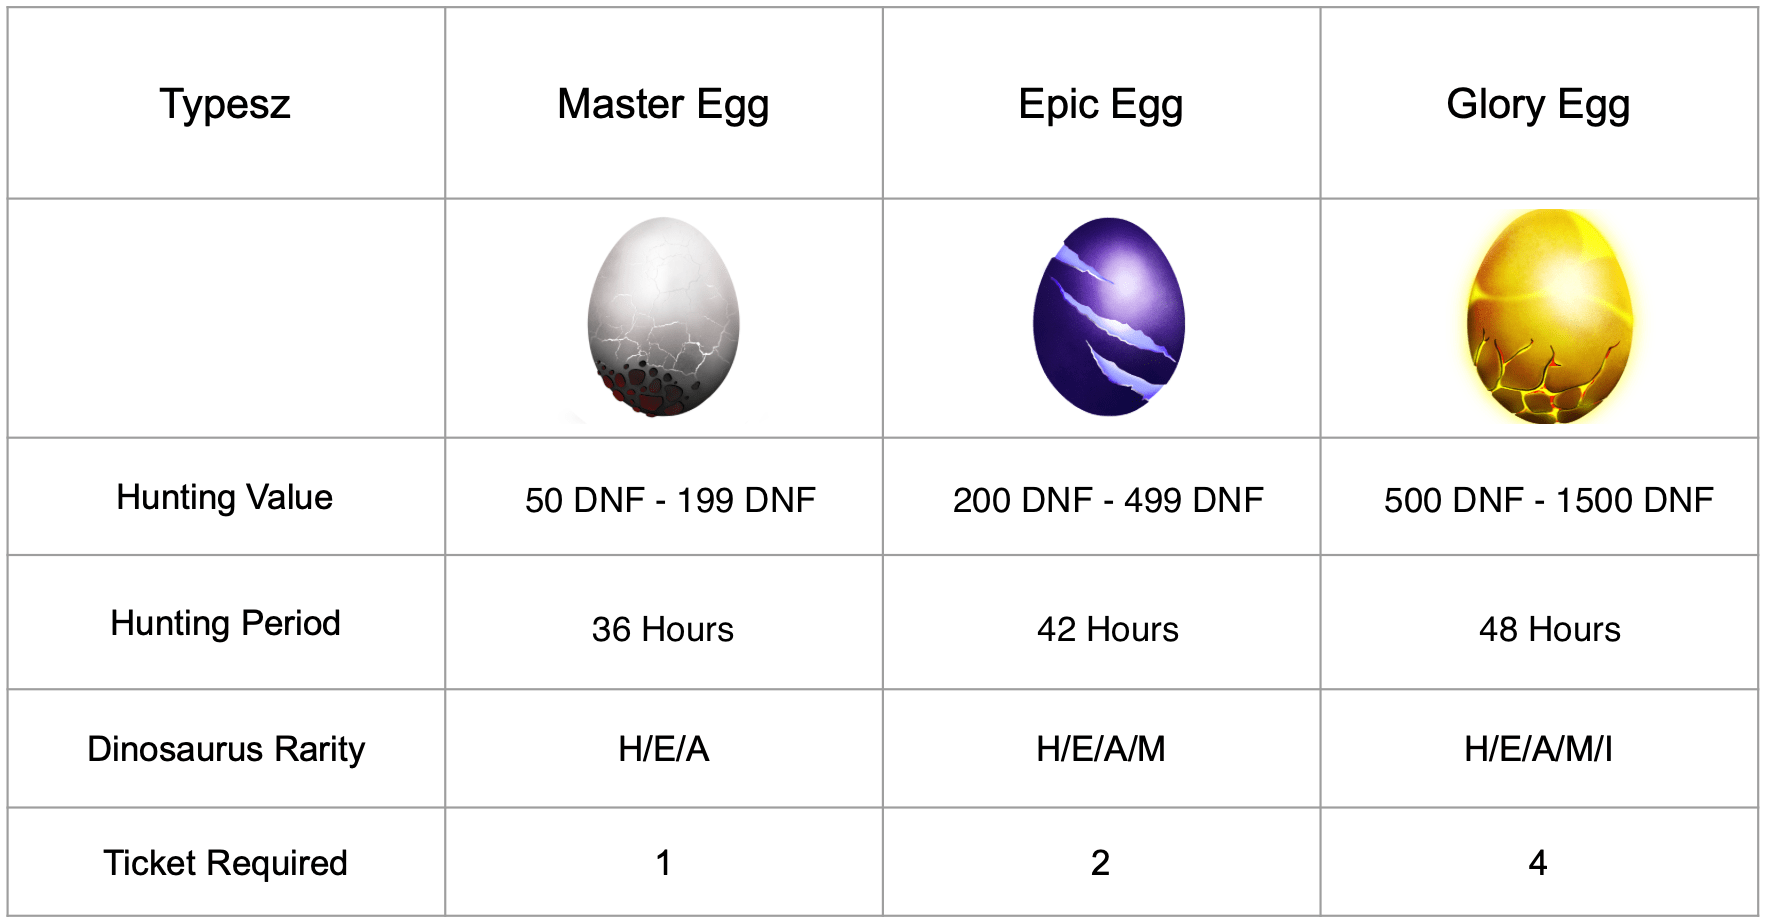 Typesz Master Egg Epic Egg Glory Egg
Hunting Value 50 DNF - 199 DNF 200 DNF - 499 DNF 500 DNF - 1500 DNF
Hunting Period 36 Hours 42 Hours 48 Hours
Dinosaurus Rarity H/E/A H/E/A/M H/E/A/M/I
Ticket Required 1 2 4